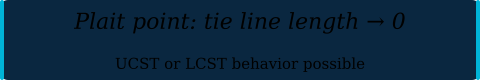 Plait point: tie line length → 0
UCST or LCST behavior possible